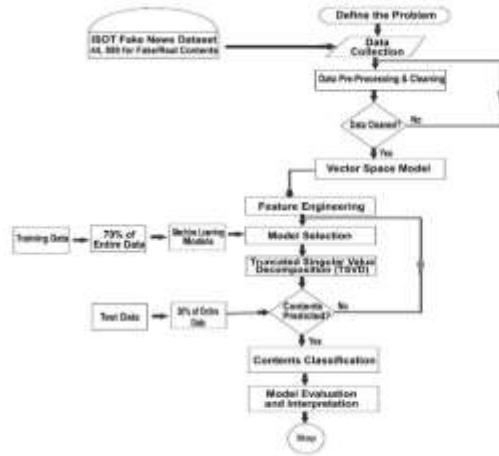 Define the Problem
ISOT Fake News Dataset
44, 889 for Fake/Real Contents
Data
Collection
Data Pre-Processing & Cleaning
Data Cleaned?
No
Yes
Vector Space Model
Feature Engineering
Training Data
70% of
Entire Data
Machine Learning
Models
Model Selection
Truncated Singular Value
Decomposition (TSVD)
Test Data
30% of Entire
Data
Contents
Predicted?
No
Yes
Contents Classification
Model Evaluation
and Interpretation
Stop